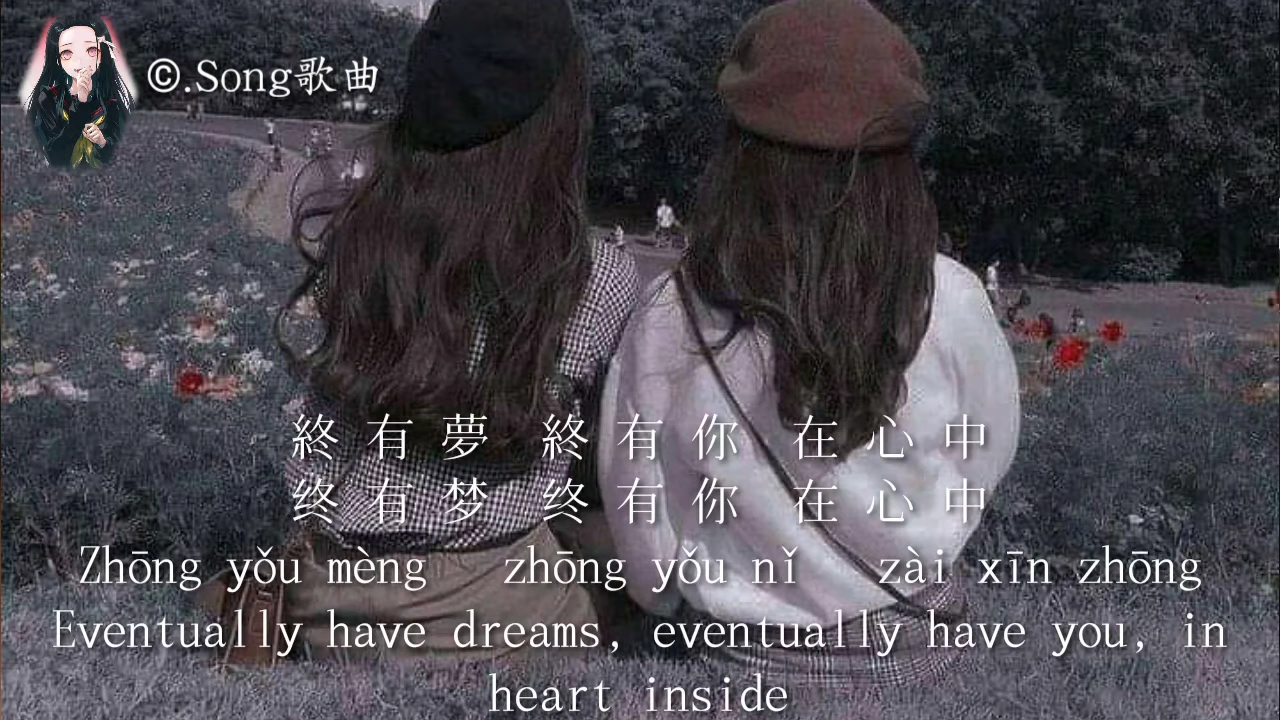 ©.Song歌曲
終有夢 終有你 在心中
终有梦 终有你 在心中
Zhōng yǒu mèng zhōng yǒu nǐ zài xīn zhōng
Eventually have dreams, eventually have you, in
heart inside